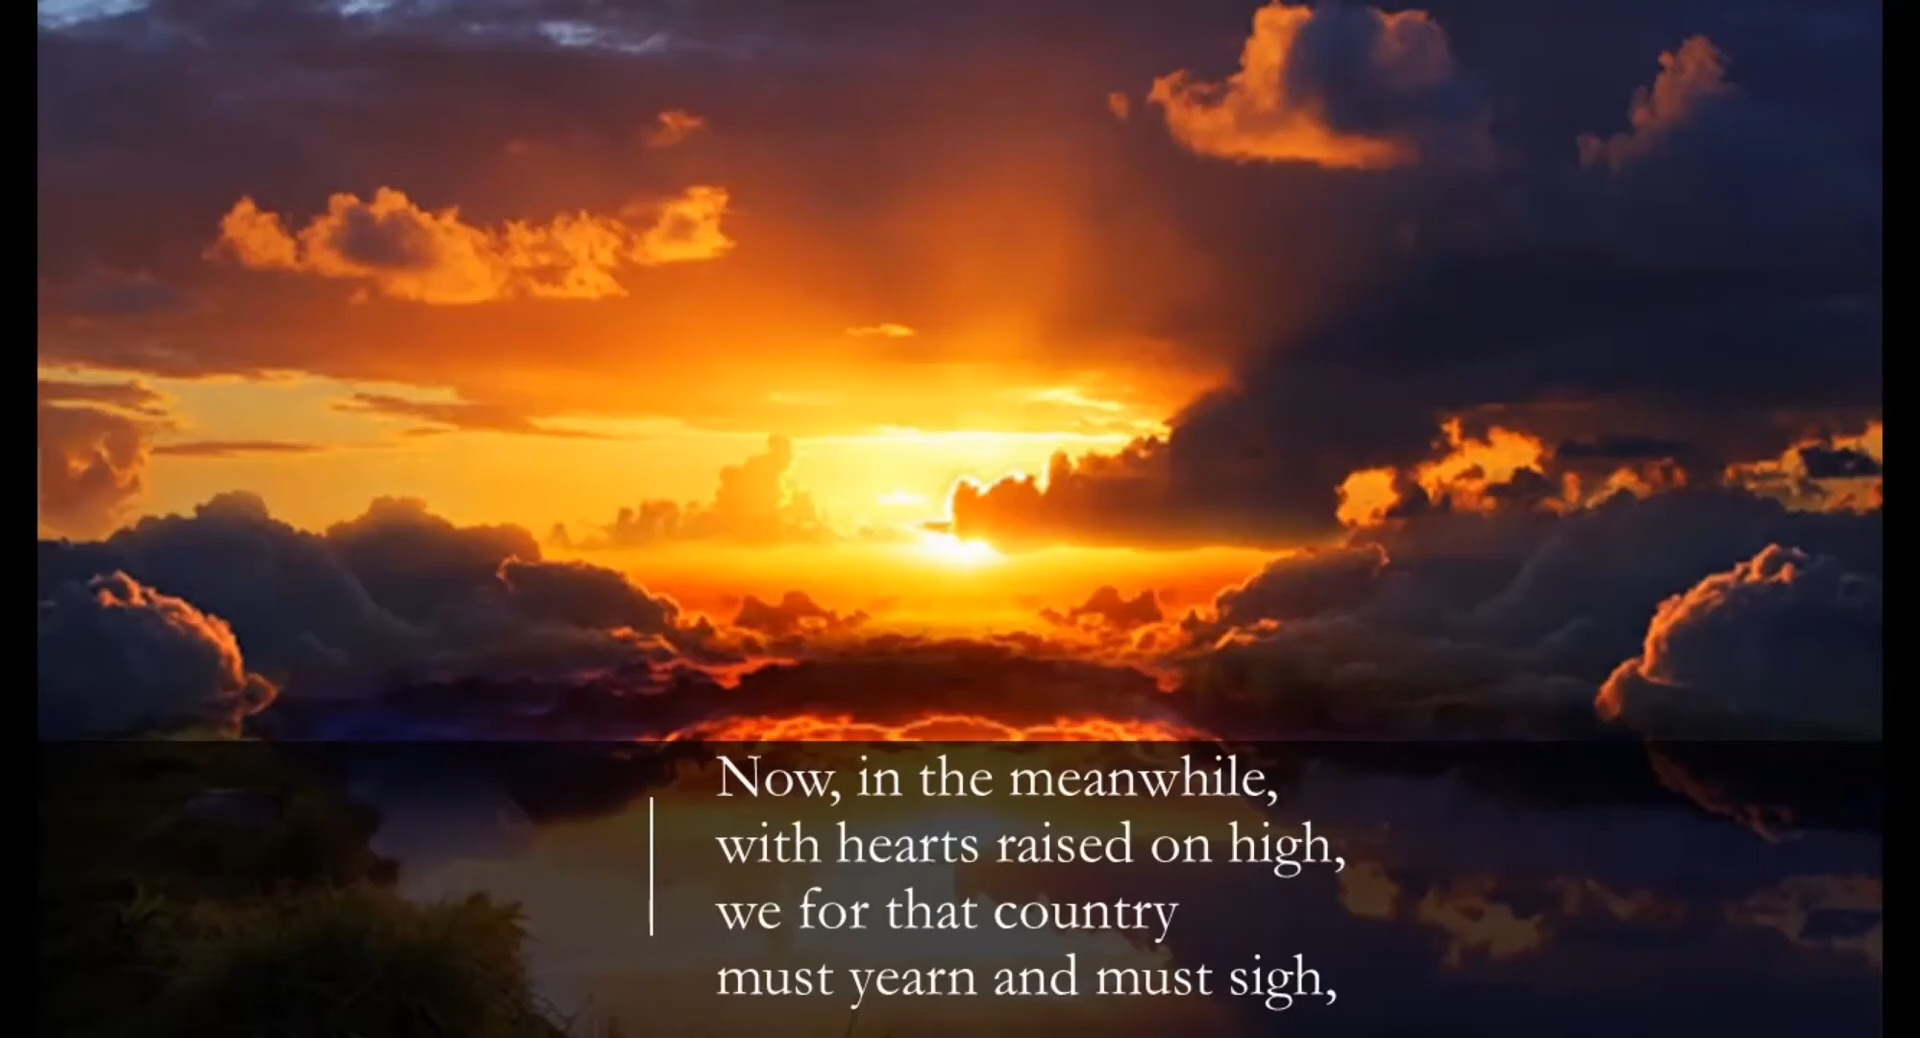 Now, in the meanwhile,
with hearts raised on high,
we for that country
must yearn and must sigh,